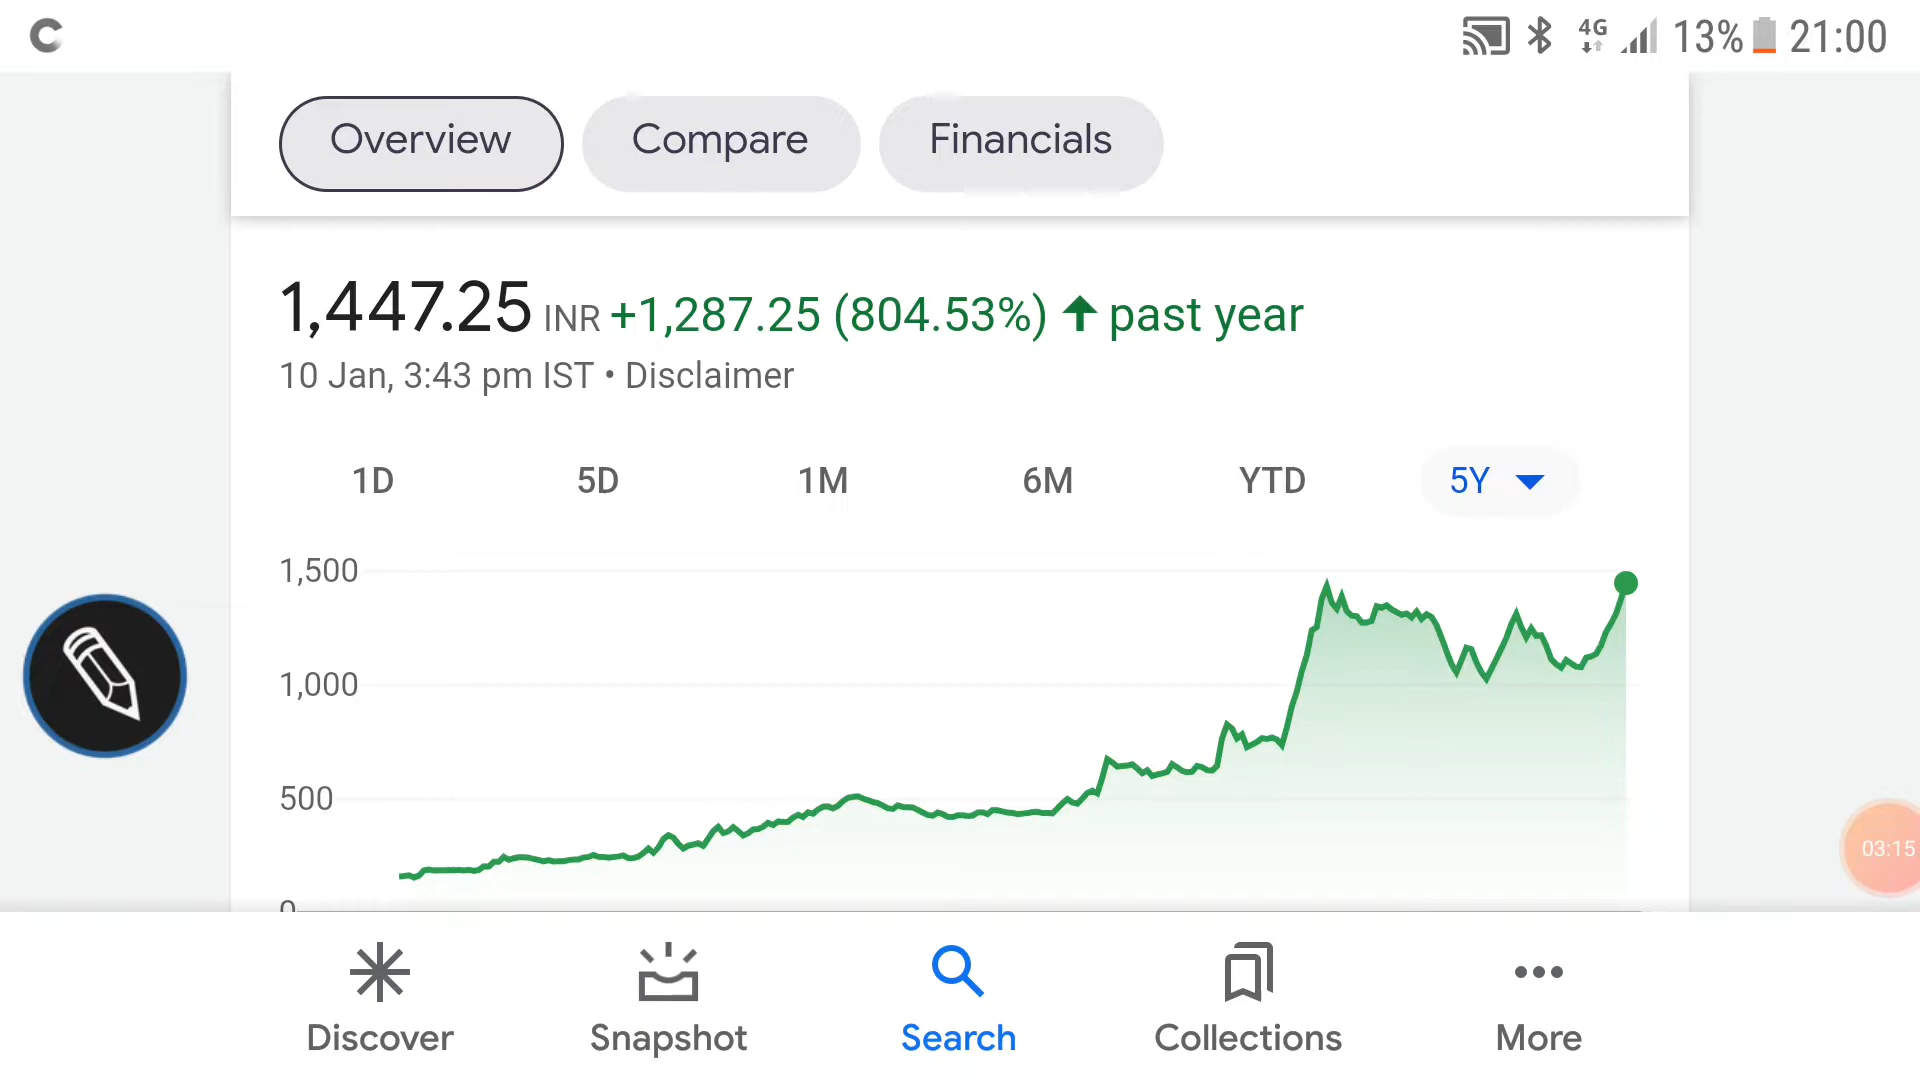 4G 13% 21:00
Overview Compare Financials
1,447.25 INR +1,287.25 (804.53%) ↑ past year
10 Jan, 3:43 pm IST • Disclaimer
1D 5D 1M 6M YTD 5Y
1,500
1,000
500
0
03:15
Discover Snapshot Search Collections More